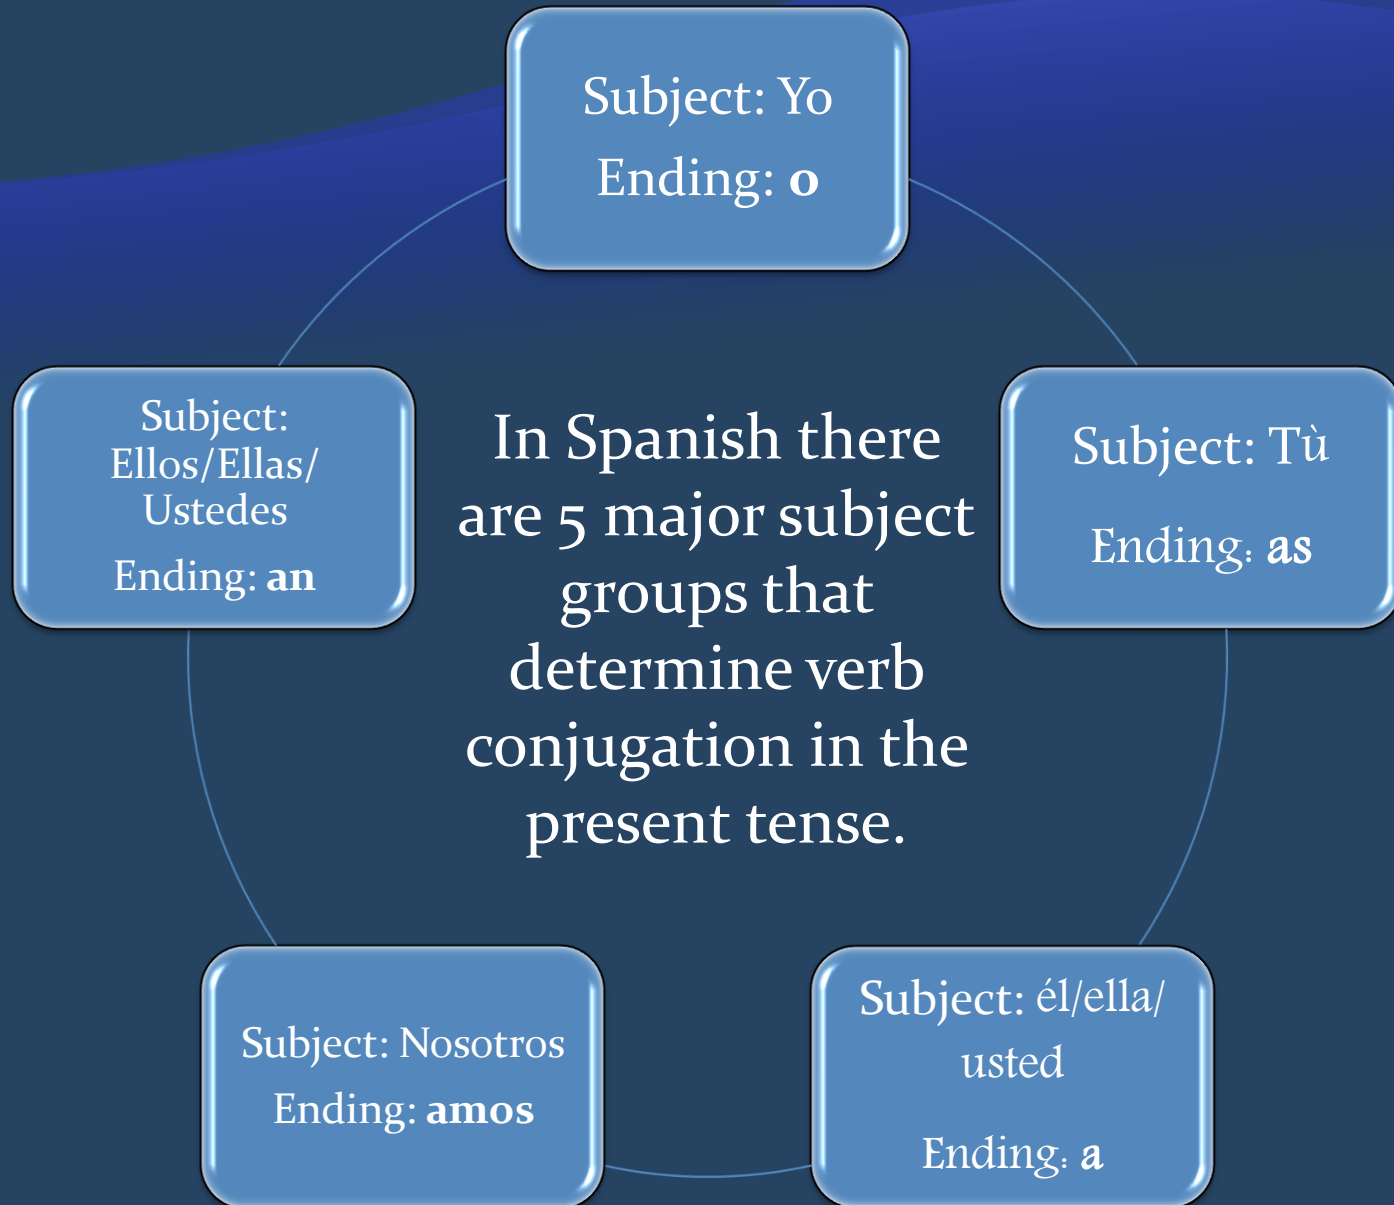 Subject: Yo
Ending: o
Subject: Tù
Ending: as
Subject: él/ella/
usted
Ending: a
Subject: Nosotros
Ending: amos
Subject:
Ellos/Ellas/
Ustedes
Ending: an
In Spanish there
are 5 major subject
groups that
determine verb
conjugation in the
present tense.